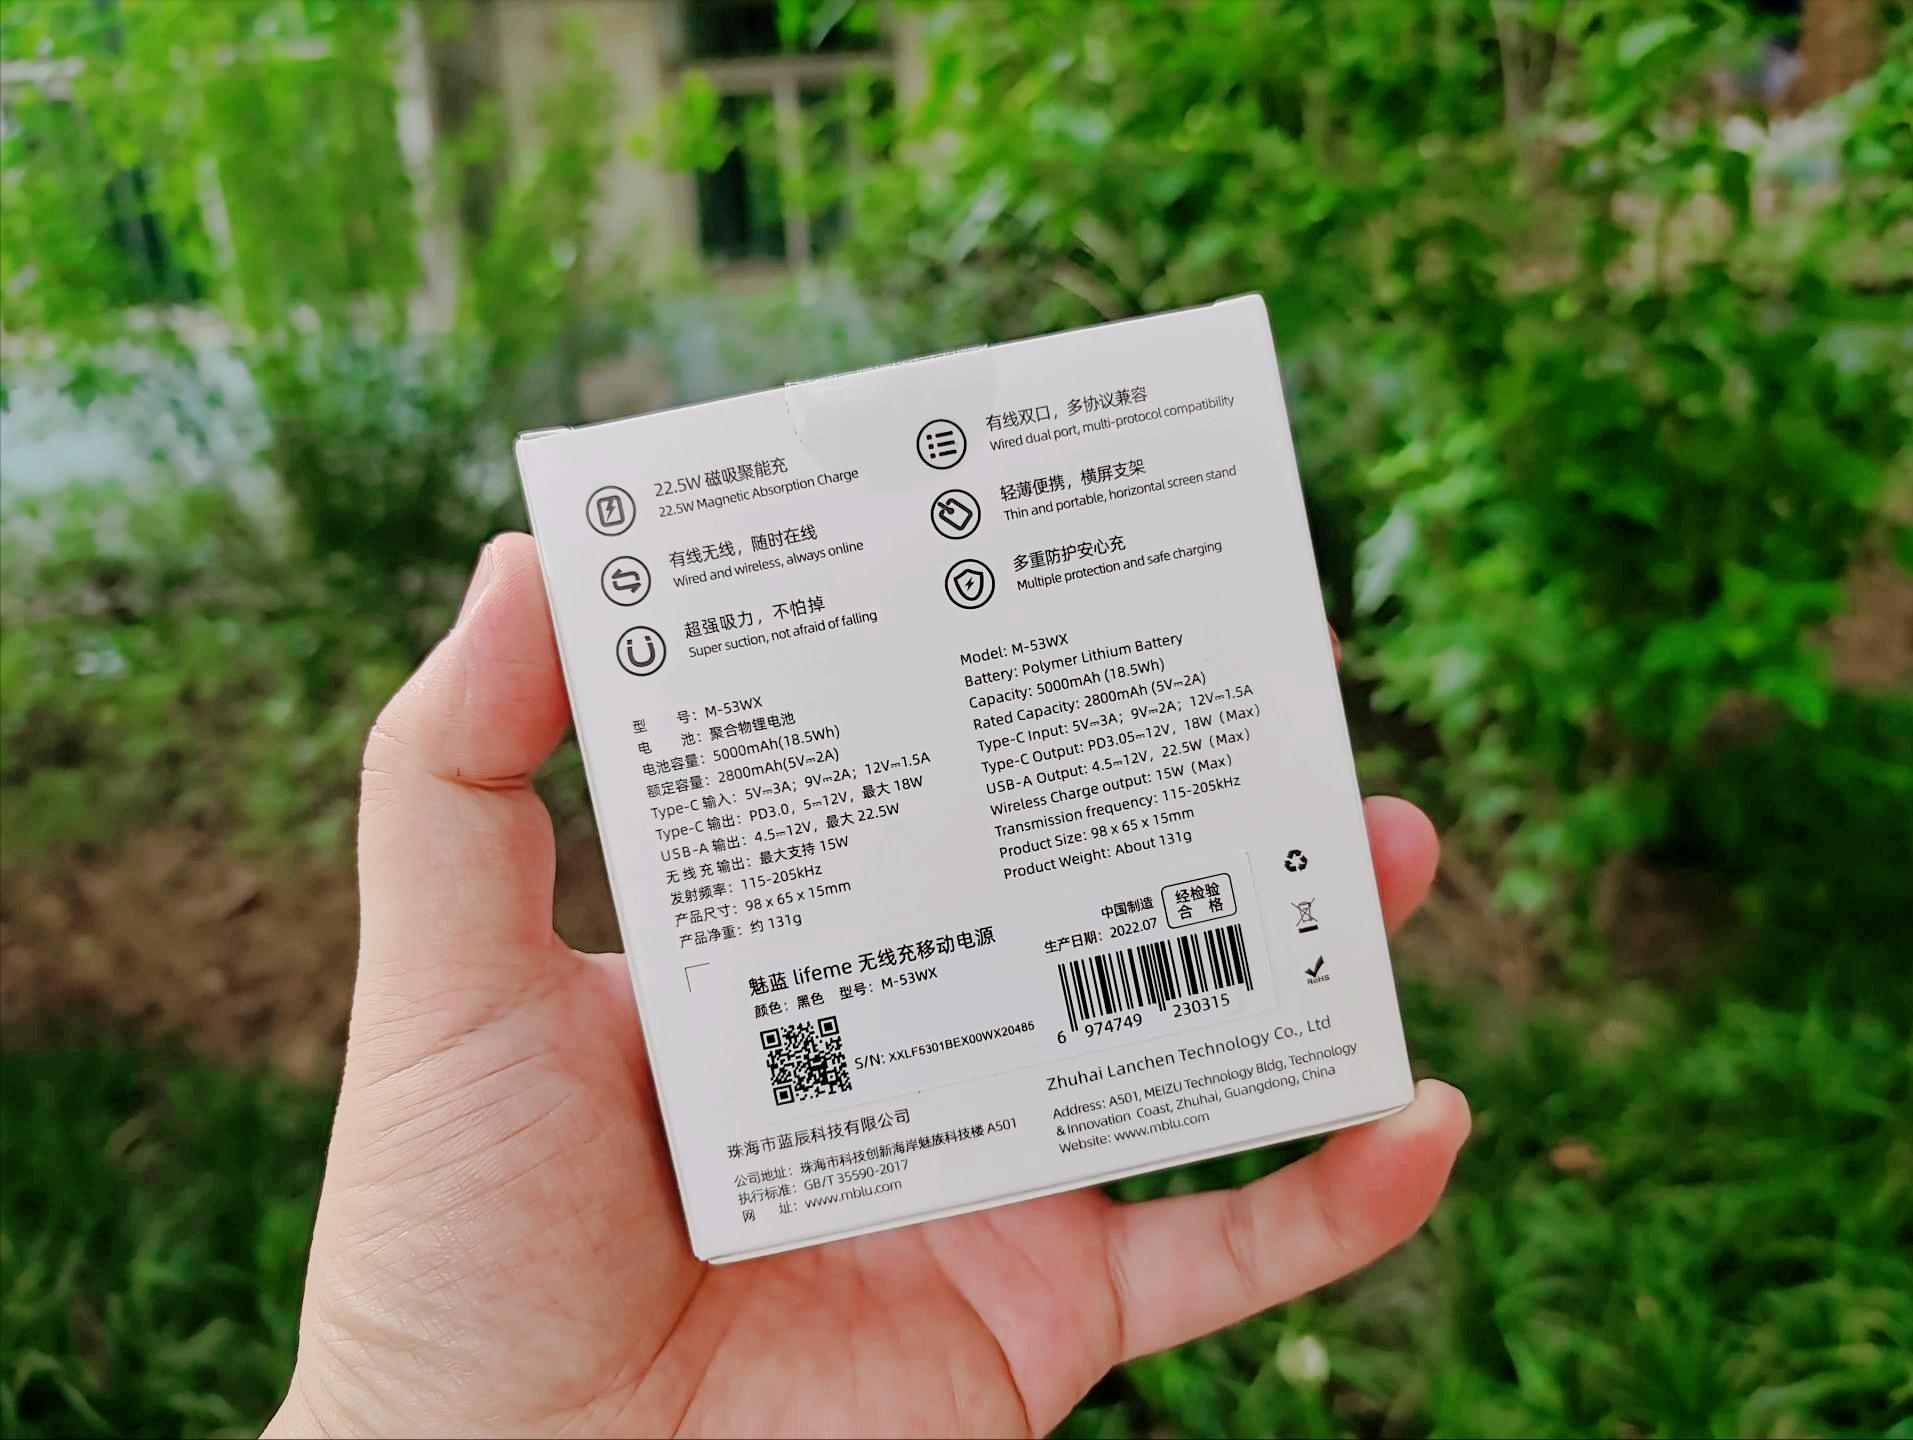 22.5W 磁吸聚能充
22.5W Magnetic Absorption Charge
有线无线，随时在线
Wired and wireless, always online
超强吸力，不怕掉
Super suction, not afraid of falling
有线双口，多协议兼容
Wired dual port, multi-protocol compatibility
轻薄便携，横屏支架
Thin and portable, horizontal screen stand
多重防护安心充
Multiple protection and safe charging
型 号：M-53WX
电 池：聚合物锂电池
电池容量：5000mAh(18.5Wh)
额定容量：2800mAh(5V⎓2A)
Type-C 输入：5V⎓3A；9V⎓2A；12V⎓1.5A
Type-C 输出：PD3.0，5⎓12V，最大 18W
USB-A 输出：4.5⎓12V，最大 22.5W
无 线 充 输出：最大支持 15W
发射频率：115-205kHz
产品尺寸：98 x 65 x 15mm
产品净重：约 131g
Model: M-53WX
Battery: Polymer Lithium Battery
Capacity: 5000mAh (18.5Wh)
Rated Capacity: 2800mAh (5V⎓2A)
Type-C Input: 5V⎓3A；9V⎓2A；12V⎓1.5A
Type-C Output: PD3.05⎓12V，18W（Max）
USB-A Output: 4.5⎓12V，22.5W（Max）
Wireless Charge output: 15W（Max）
Transmission frequency: 115-205kHz
Product Size: 98 x 65 x 15mm
Product Weight: About 131g
魅蓝 lifeme 无线充移动电源
颜色：黑色 型号：M-53WX
S/N: XXLF5301BEX00WX20485
中国制造
生产日期：2022.07
经检验
合 格
6 974749 230315
RoHS
珠海市蓝辰科技有限公司
公司地址：珠海市科技创新海岸魅族科技楼 A501
执行标准：GB/T 35590-2017
网 址：www.mblu.com
Zhuhai Lanchen Technology Co., Ltd
Address: A501, MEIZU Technology Bldg, Technology
& Innovation Coast, Zhuhai, Guangdong, China
Website: www.mblu.com